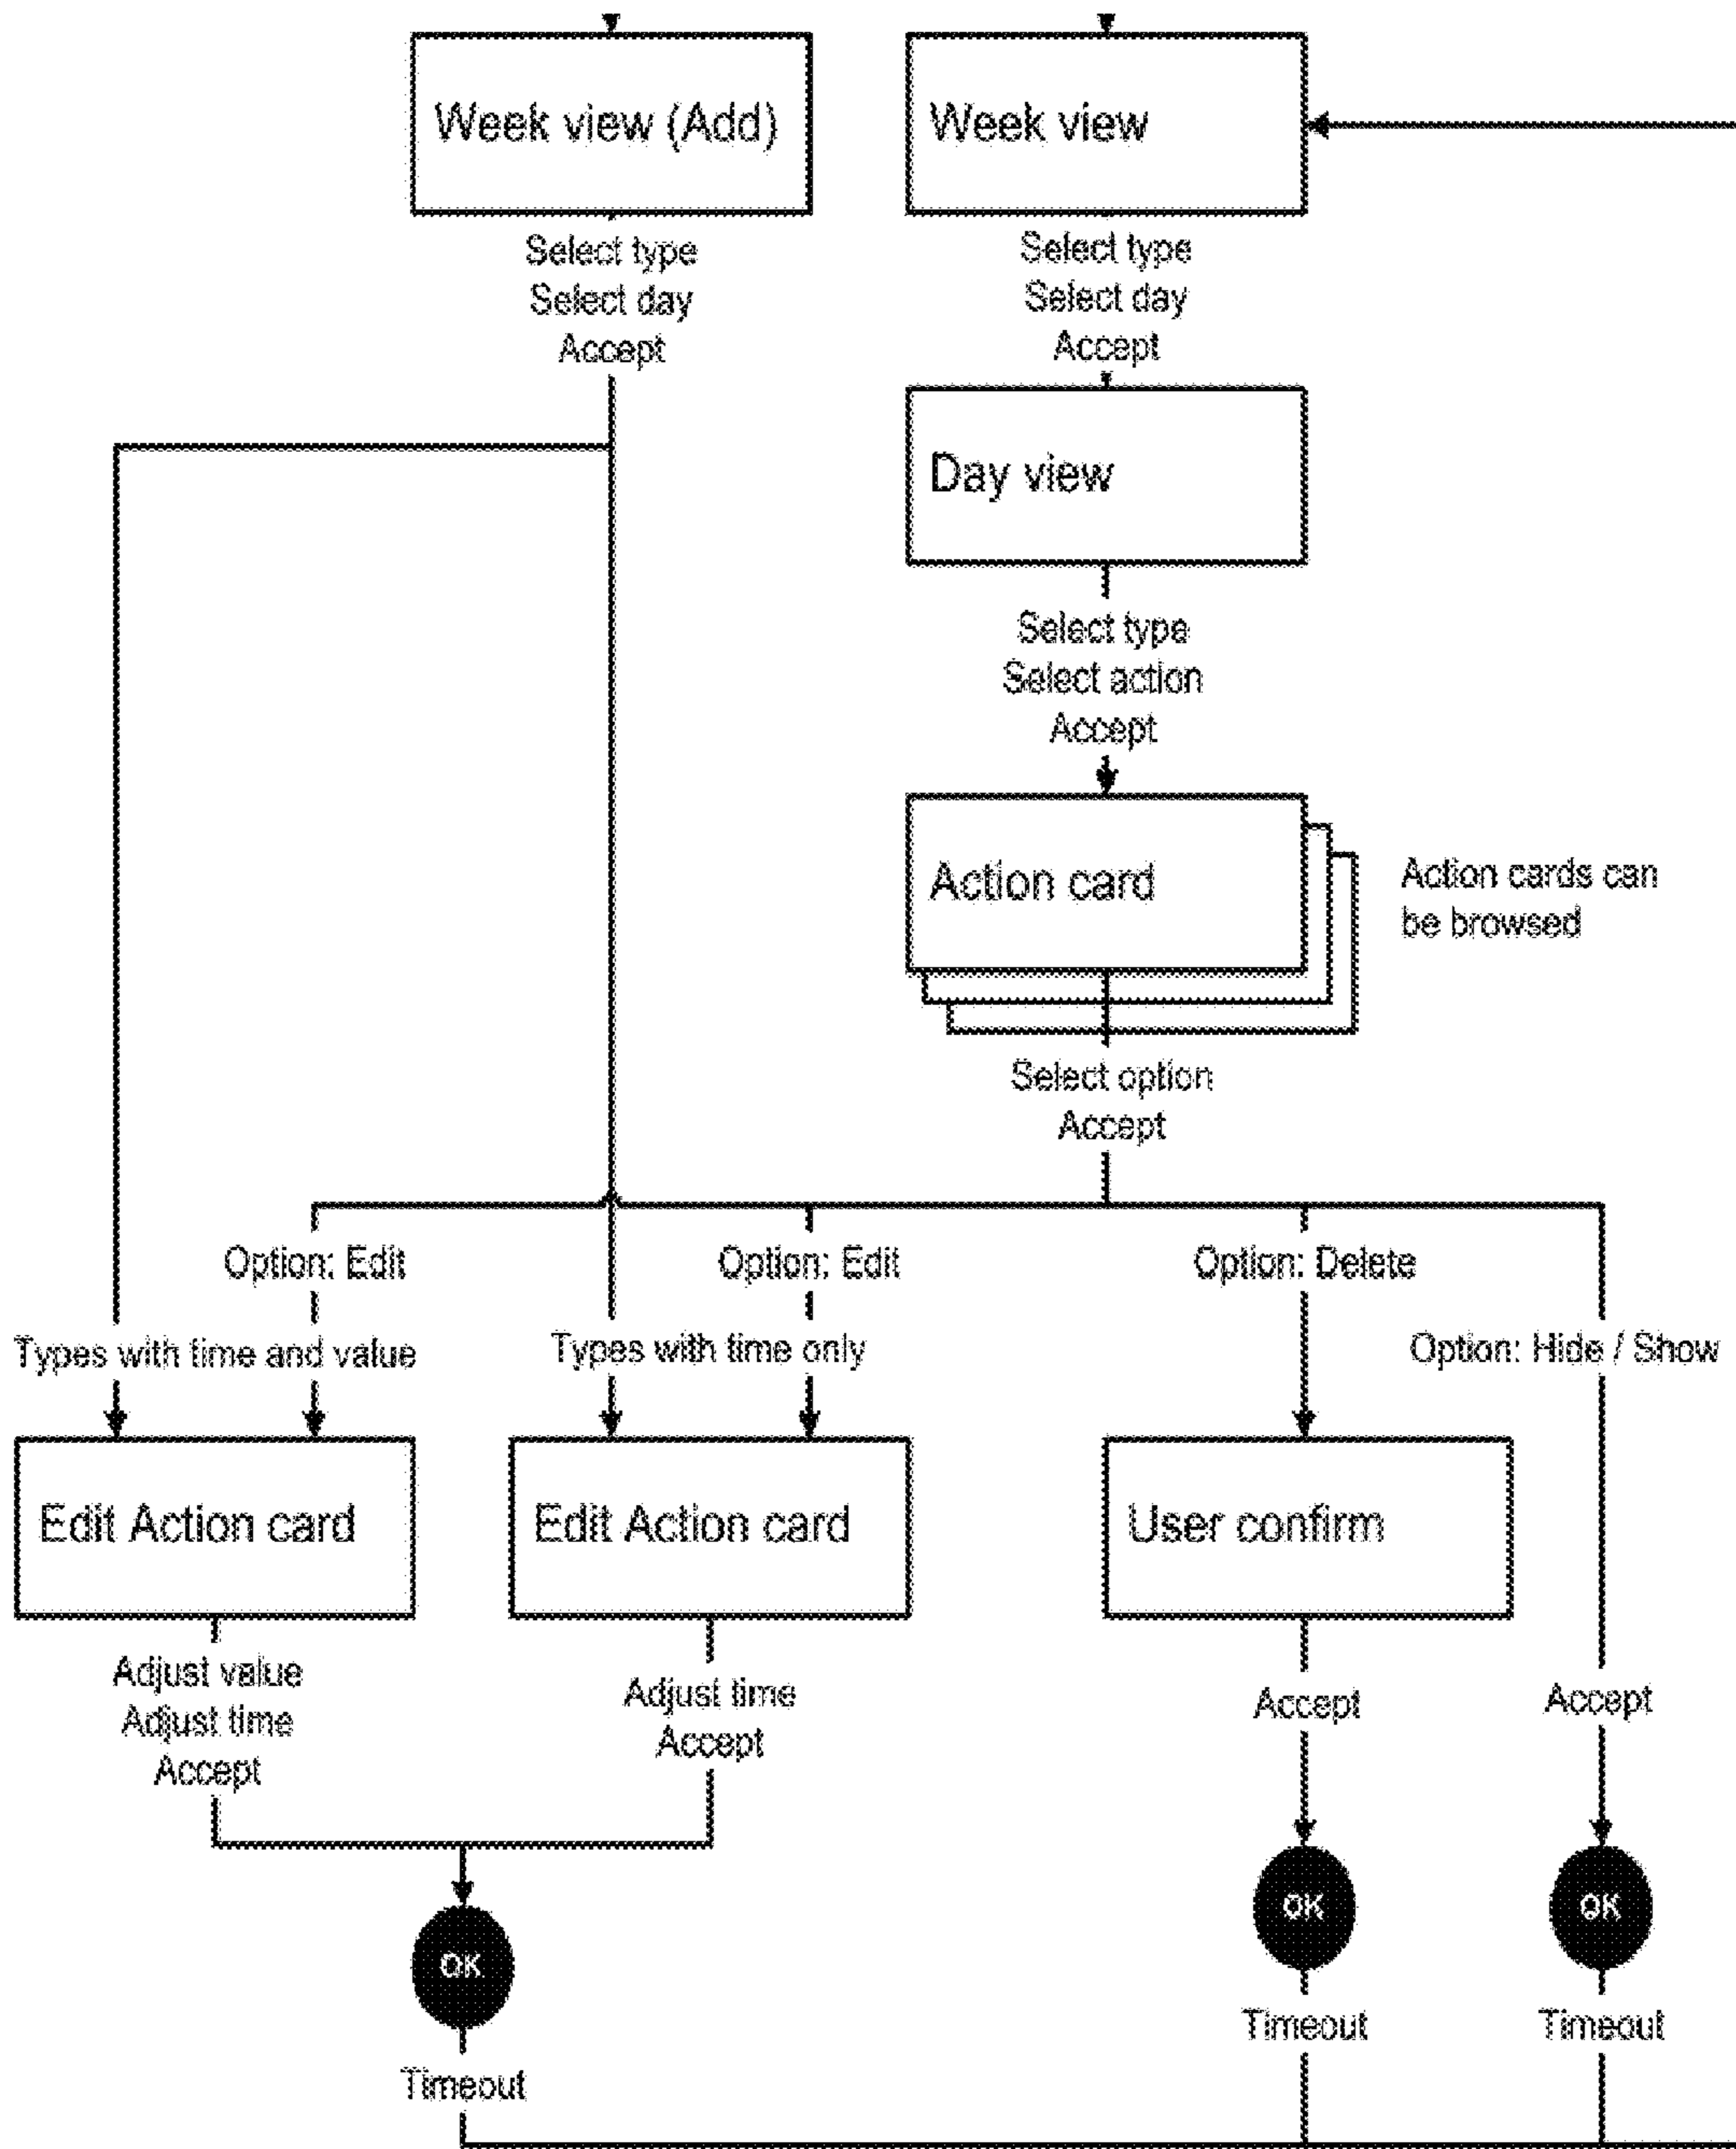 Week view (Add)
Week view
Select type
Select day
Accept
Select type
Select day
Accept
Day view
Select type
Select action
Accept
Action card
Action cards can
be browsed
Select option
Accept
Option: Edit
Option: Edit
Option: Delete
Types with time and value
Types with time only
Option: Hide / Show
Edit Action card
Edit Action card
User confirm
Adjust value
Adjust time
Accept
Adjust time
Accept
Accept
Accept
OK
OK
OK
Timeout
Timeout
Timeout